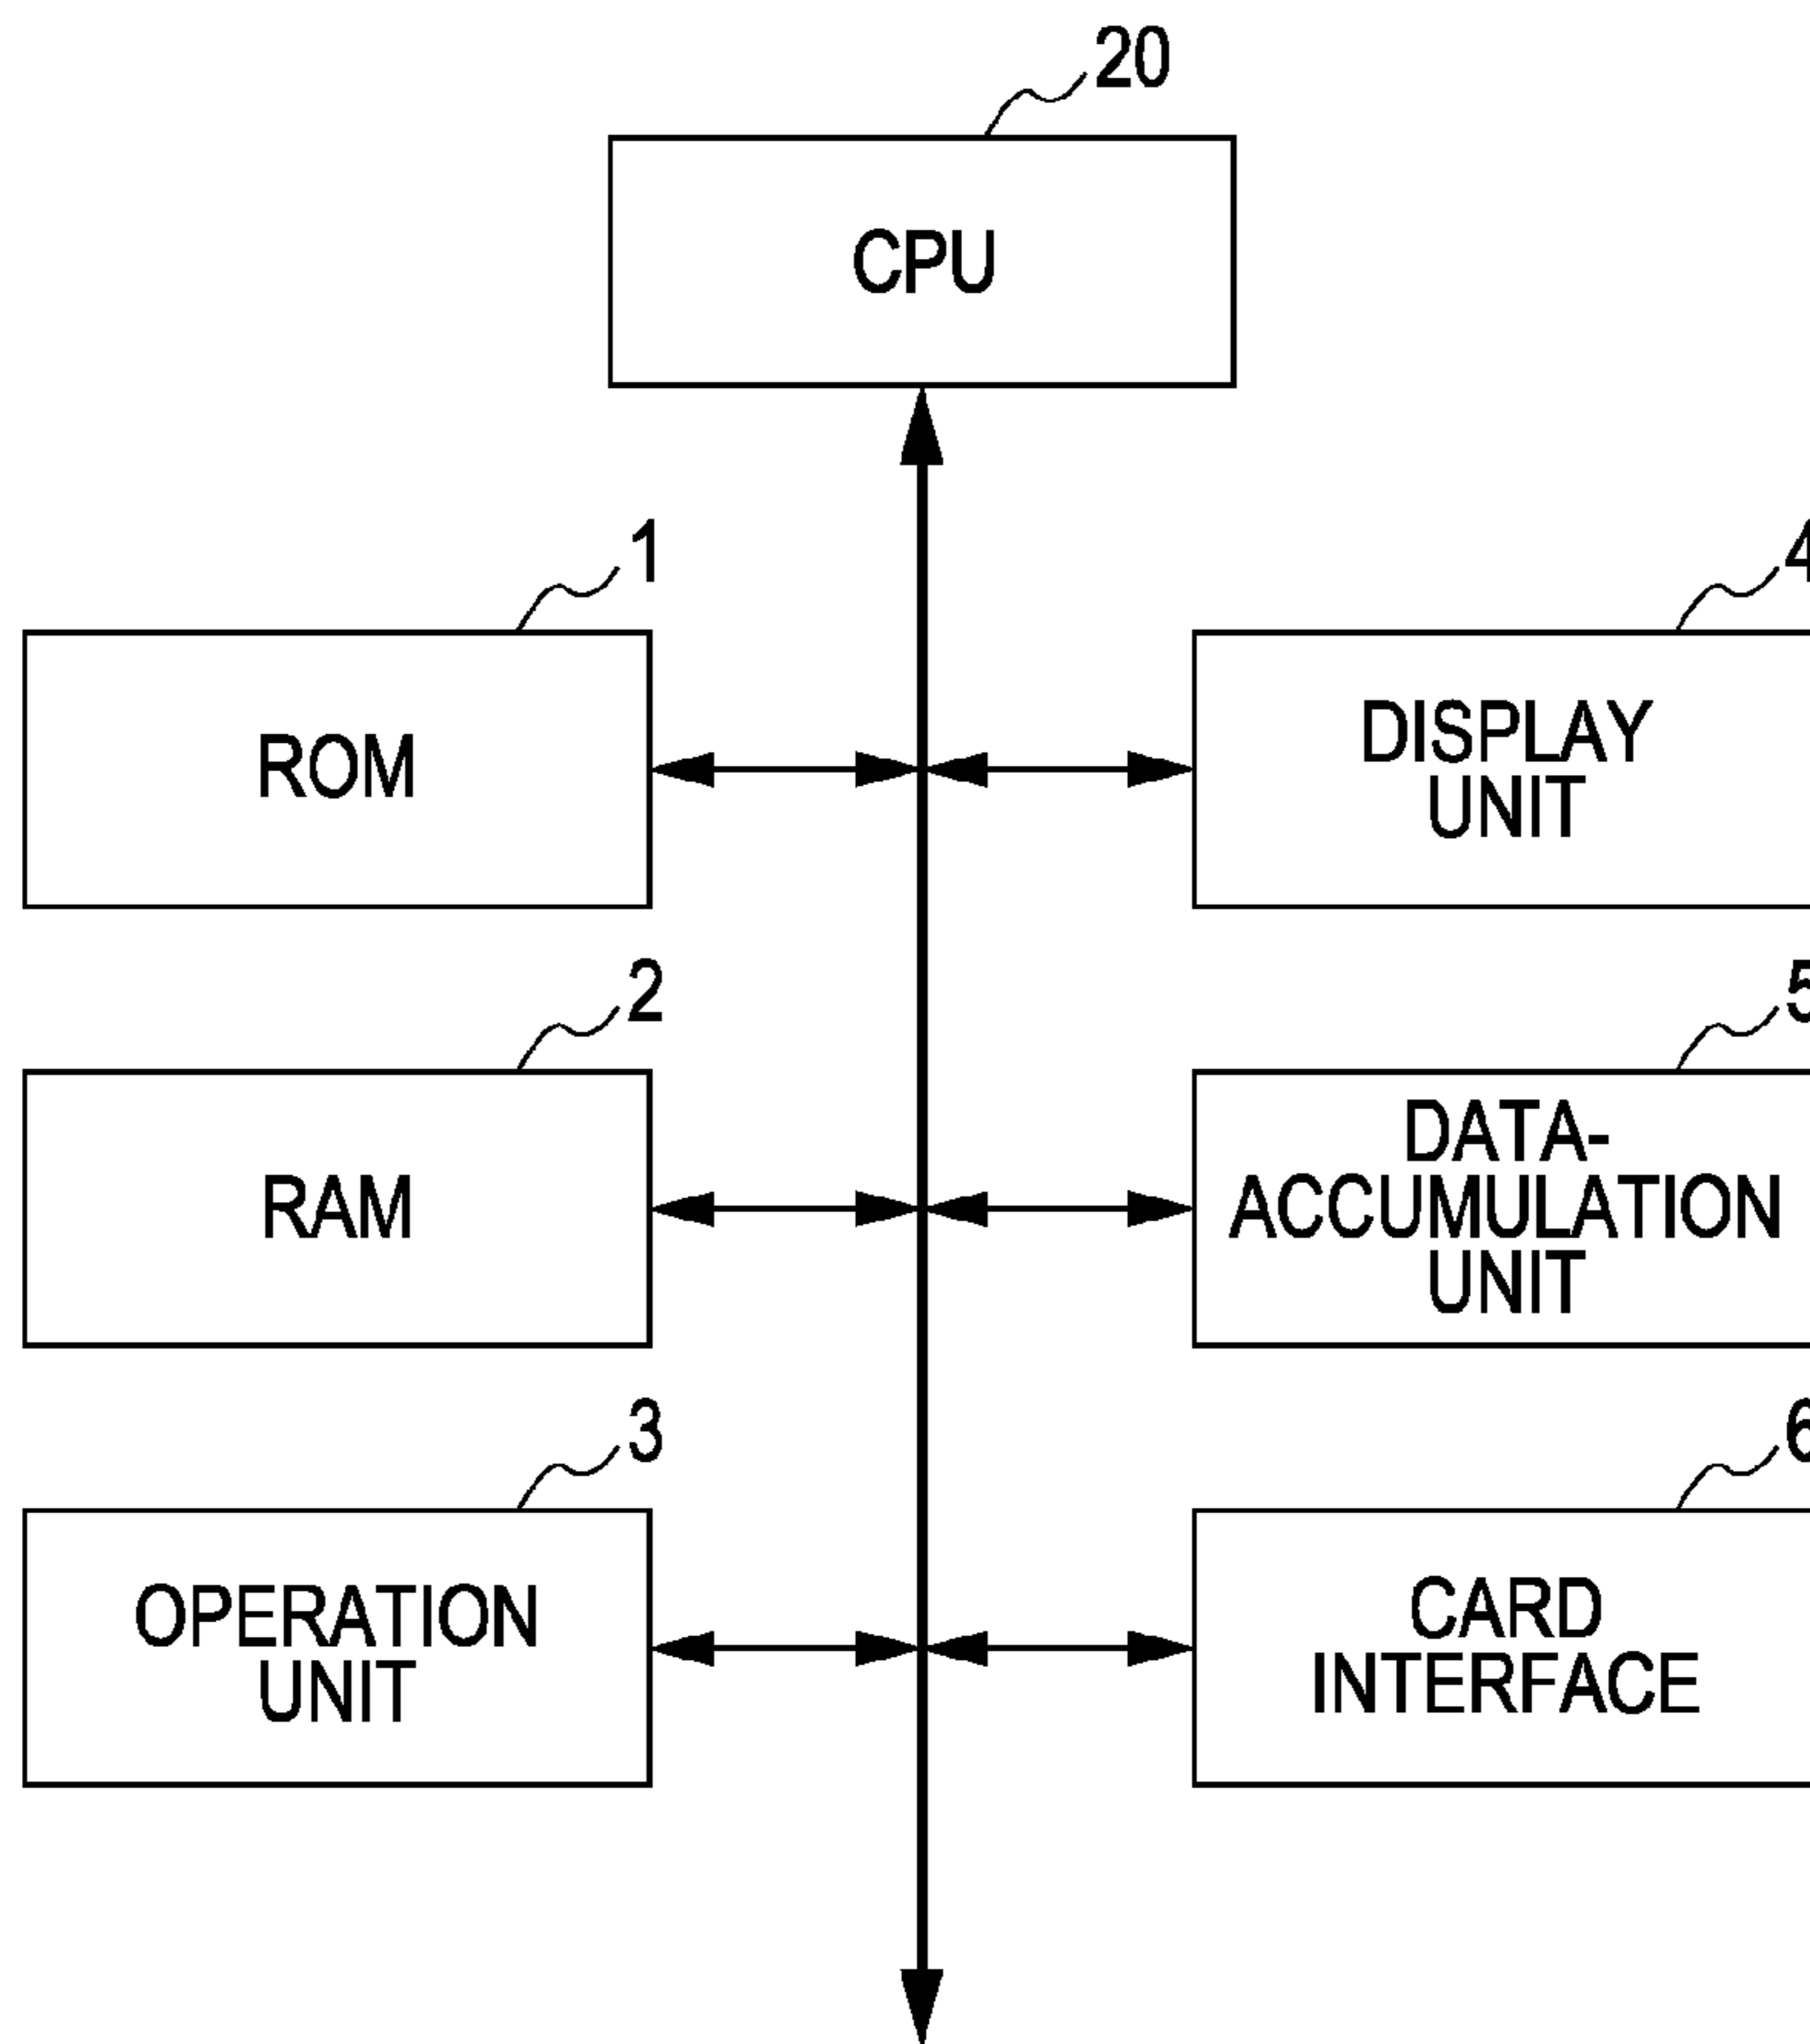 20
CPU
1
ROM
4
DISPLAY
UNIT
2
RAM
5
DATA-
ACCUMULATION
UNIT
3
OPERATION
UNIT
6
CARD
INTERFACE